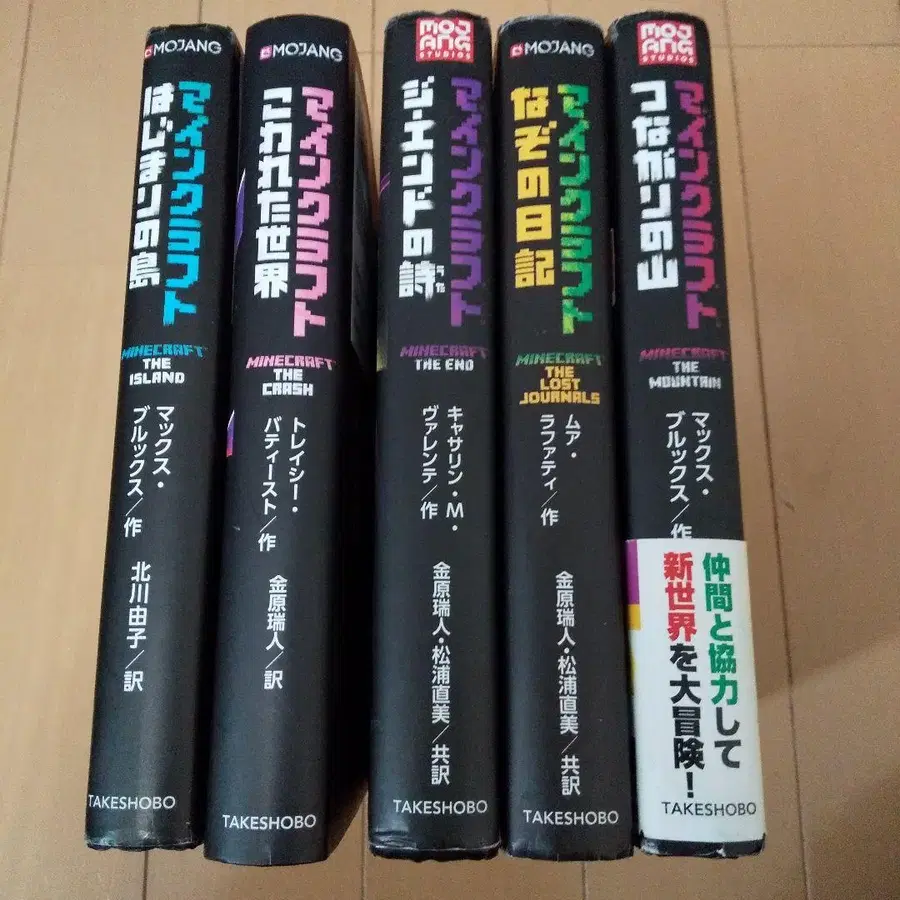 MOJANG
マインクラフト
はじまりの島
MINECRAFT
THE
ISLAND
マックス・
ブルックス／作
北川由子／訳
TAKESHOBO
MOJANG
マインクラフト
こわれた世界
MINECRAFT
THE
CRASH
トレイシー・
バティースト／作
金原瑞人／訳
TAKESHOBO
MOJ
ANG
STUDIOS
マインクラフト
ジ・エンドの詩
うた
MINECRAFT
THE END
キャサリン・M・
ヴァレンテ／作
金原瑞人・松浦直美／共訳
TAKESHOBO
MOJANG
マインクラフト
なぞの日記
MINECRAFT
THE
LOST
JOURNALS
ムア・
ラファティ／作
金原瑞人・松浦直美／共訳
TAKESHOBO
MOJ
ANG
STUDIOS
マインクラフト
つながりの山
MINECRAFT
THE
MOUNTAIN
マックス・
ブルックス／作
仲間と協力して
新世界を大冒険！
TAKESHOBO